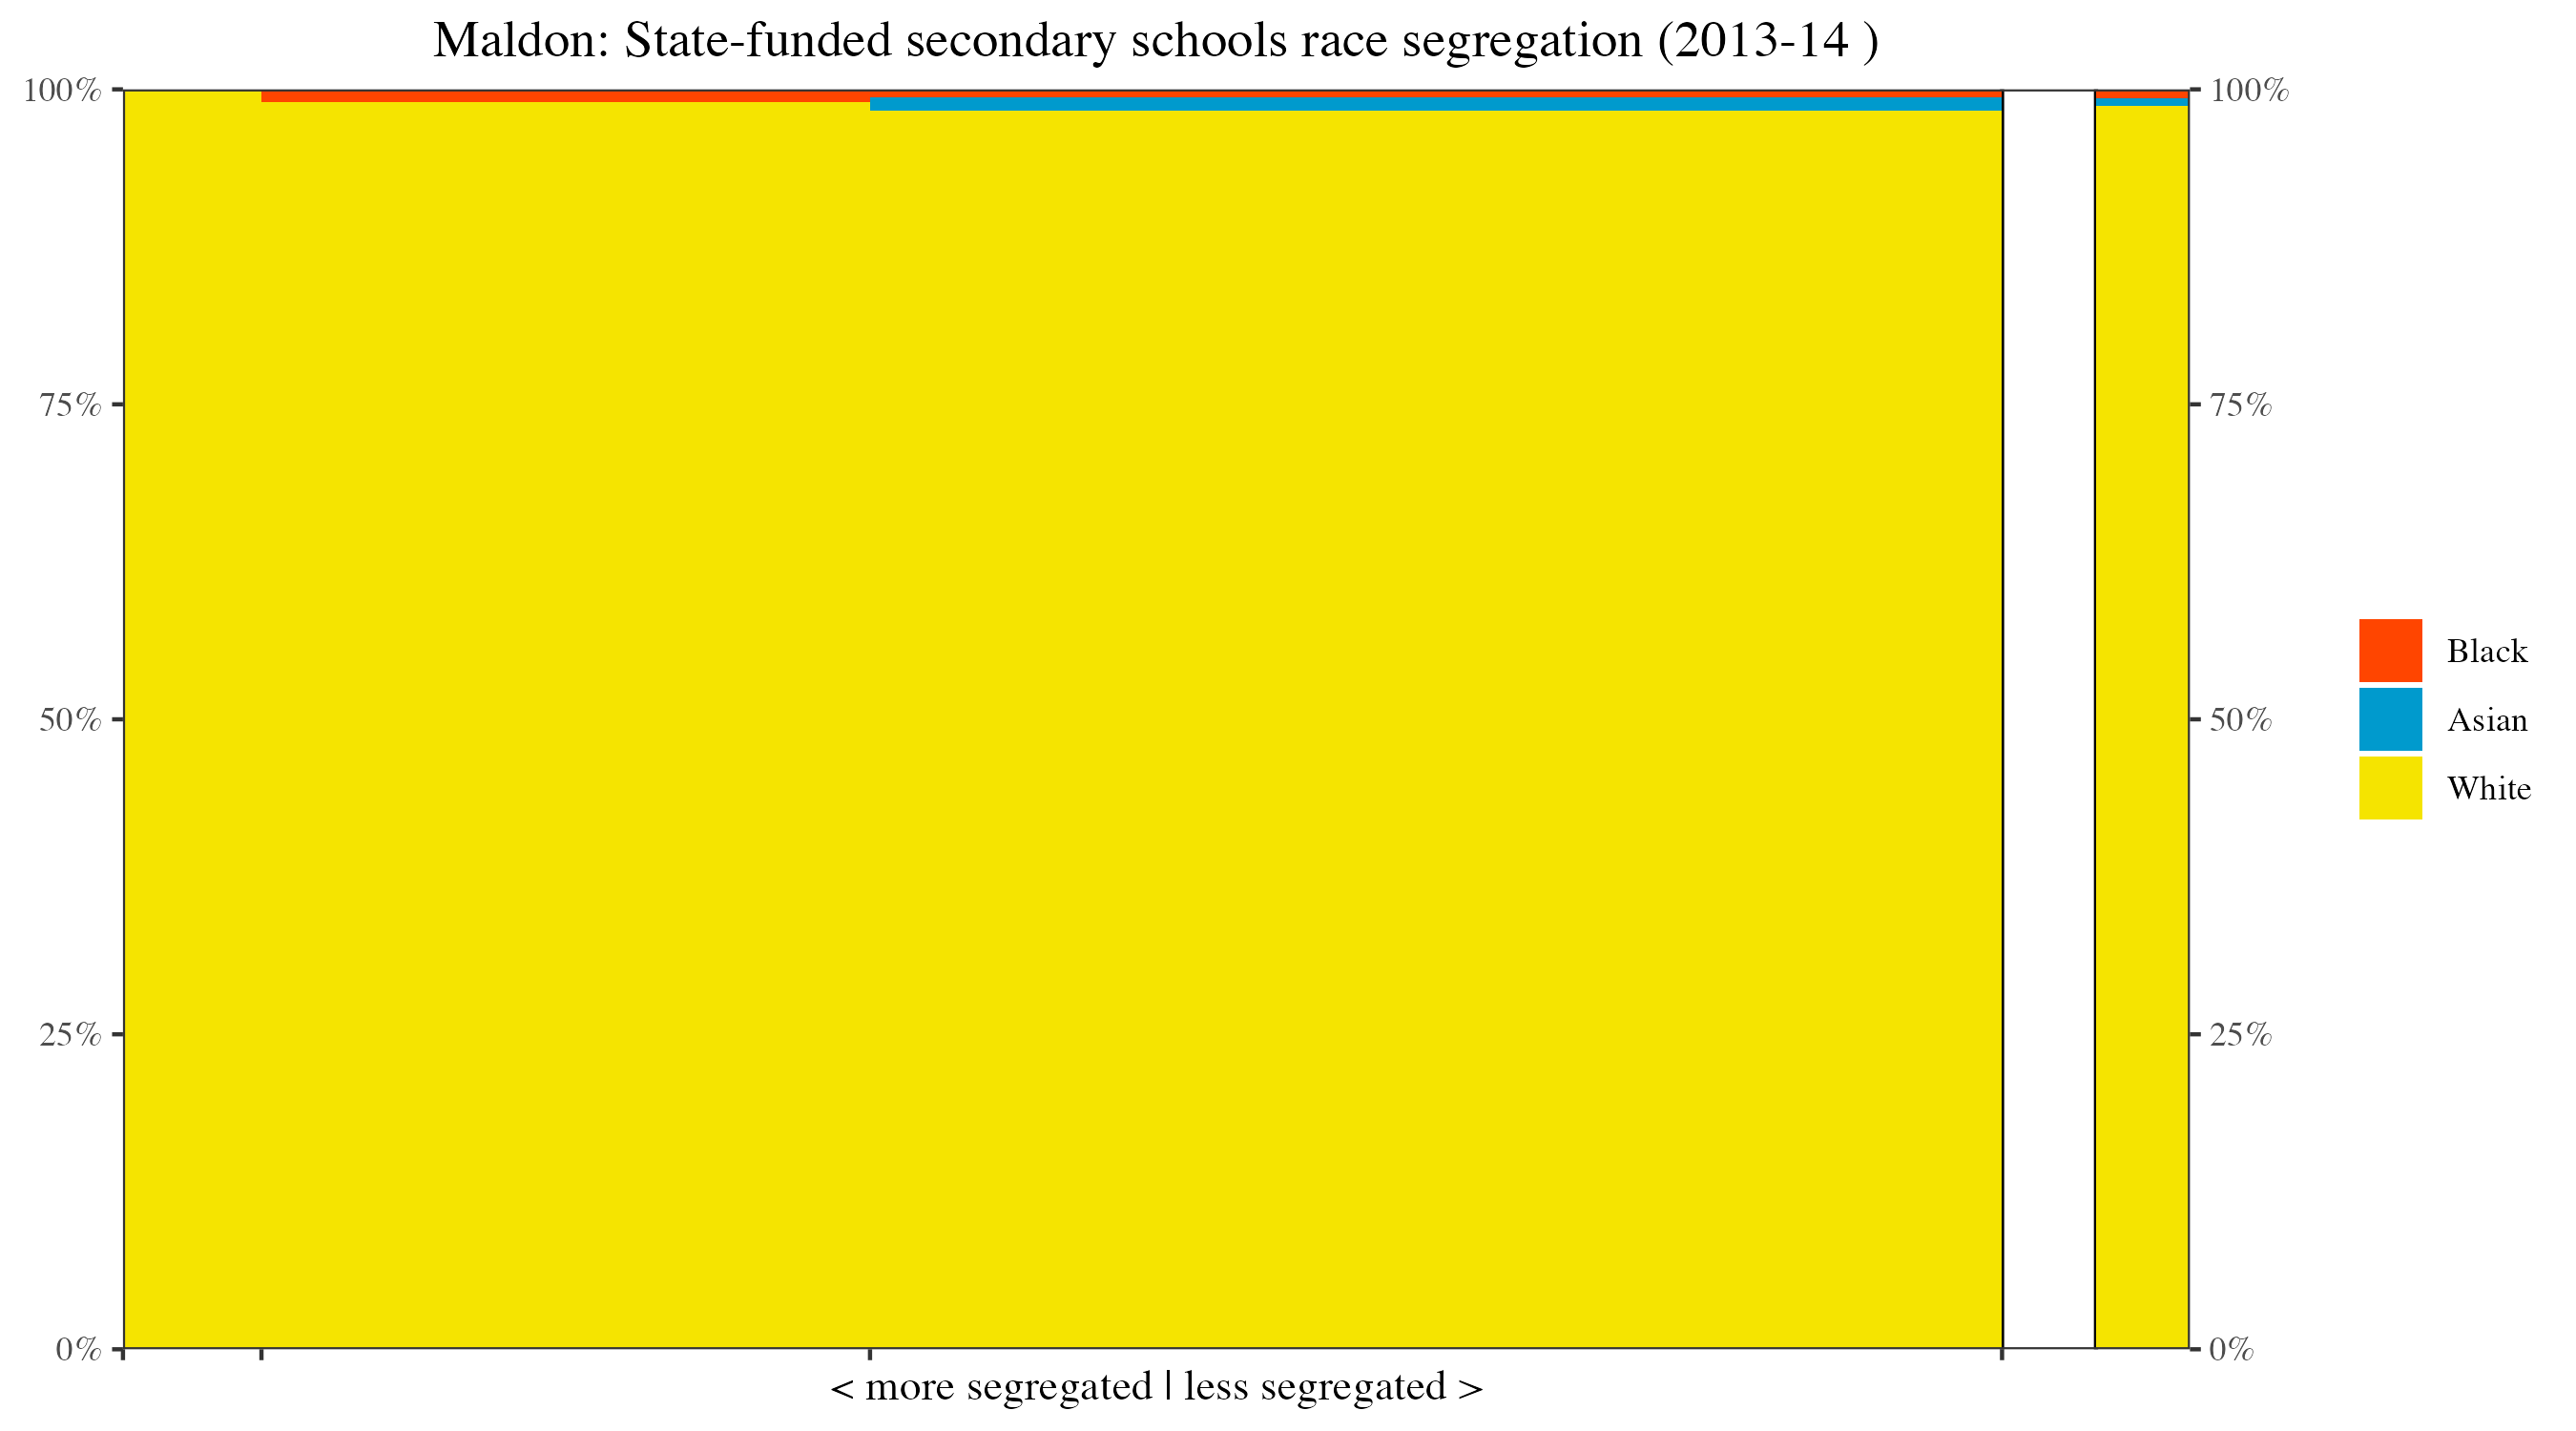 Maldon: State-funded secondary schools race segregation (2013-14 )
100%
75%
50%
25%
0%
100%
75%
50%
25%
0%
Black
Asian
White
< more segregated | less segregated >